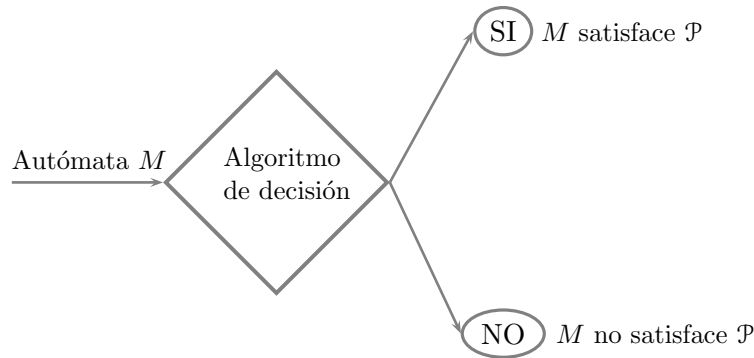 SI M satisface 𝒫
Autómata M
Algoritmo
de decisión
NO M no satisface 𝒫